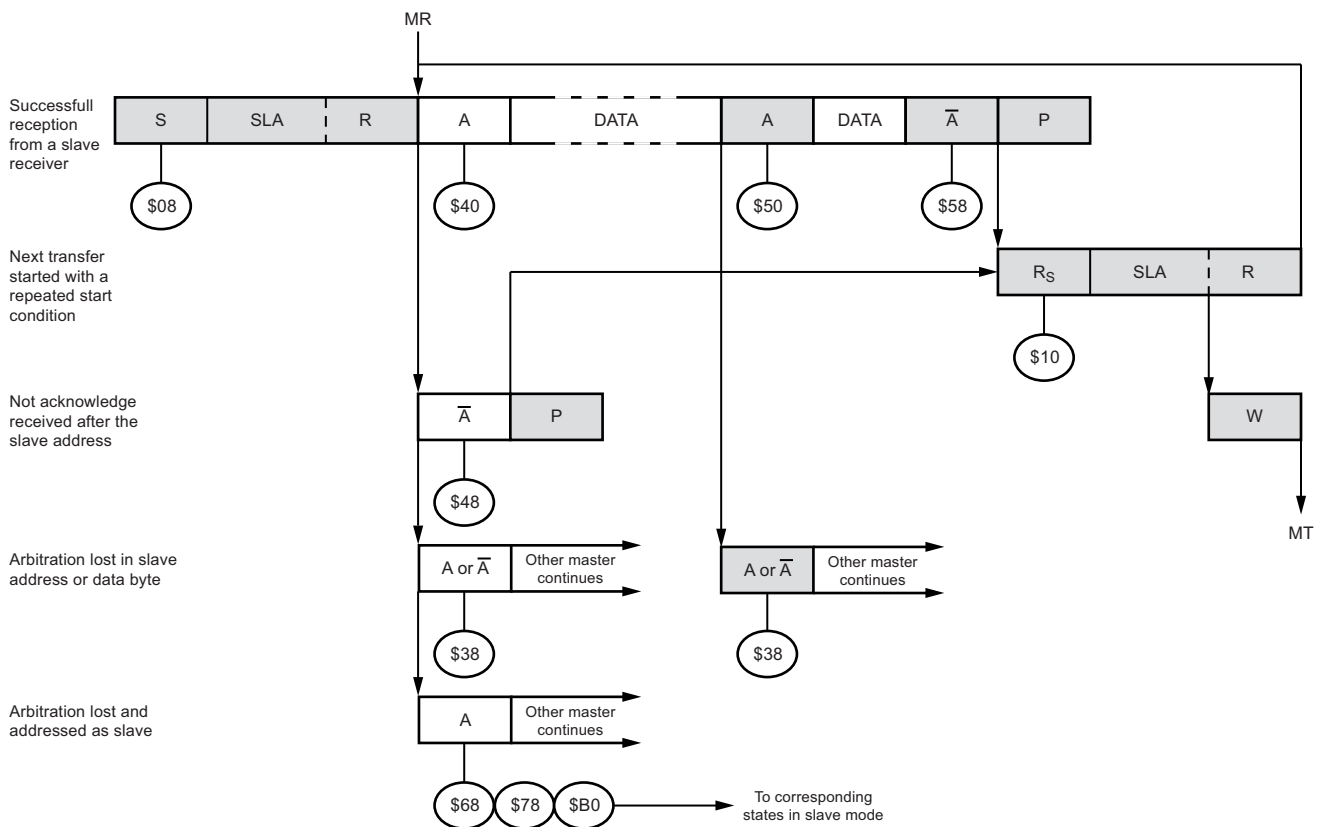 MR
Successfull
reception
from a slave
receiver
S SLA R A DATA A DATA A̅ P
$08 $40 $50 $58
Next transfer
started with a
repeated start
condition
RS SLA R
$10
Not acknowledge
received after the
slave address
A̅ P W
$48
MT
Arbitration lost in slave
address or data byte
A or A̅ Other master
continues
A or A̅ Other master
continues
$38 $38
Arbitration lost and
addressed as slave
A Other master
continues
$68 $78 $B0
To corresponding
states in slave mode